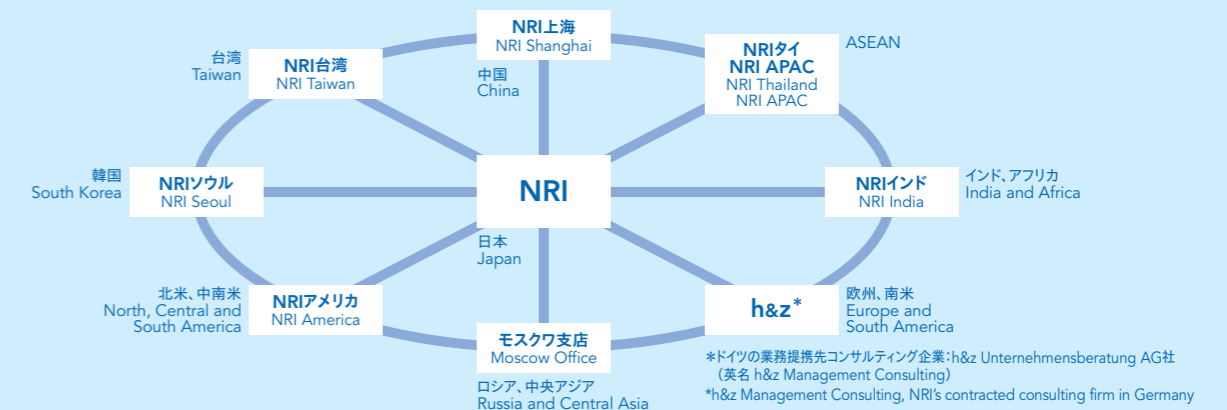 NRI上海
NRI Shanghai
中国
China
台湾
Taiwan
NRI台湾
NRI Taiwan
NRIタイ
NRI APAC
NRI Thailand
NRI APAC
ASEAN
韓国
South Korea
NRIソウル
NRI Seoul
NRI
日本
Japan
NRIインド
NRI India
インド、アフリカ
India and Africa
北米、中南米
North, Central and
South America
NRIアメリカ
NRI America
モスクワ支店
Moscow Office
ロシア、中央アジア
Russia and Central Asia
h&z*
欧州、南米
Europe and
South America
*ドイツの業務提携先コンサルティング企業:h&z Unternehmensberatung AG社
(英名 h&z Management Consulting)
*h&z Management Consulting, NRI's contracted consulting firm in Germany